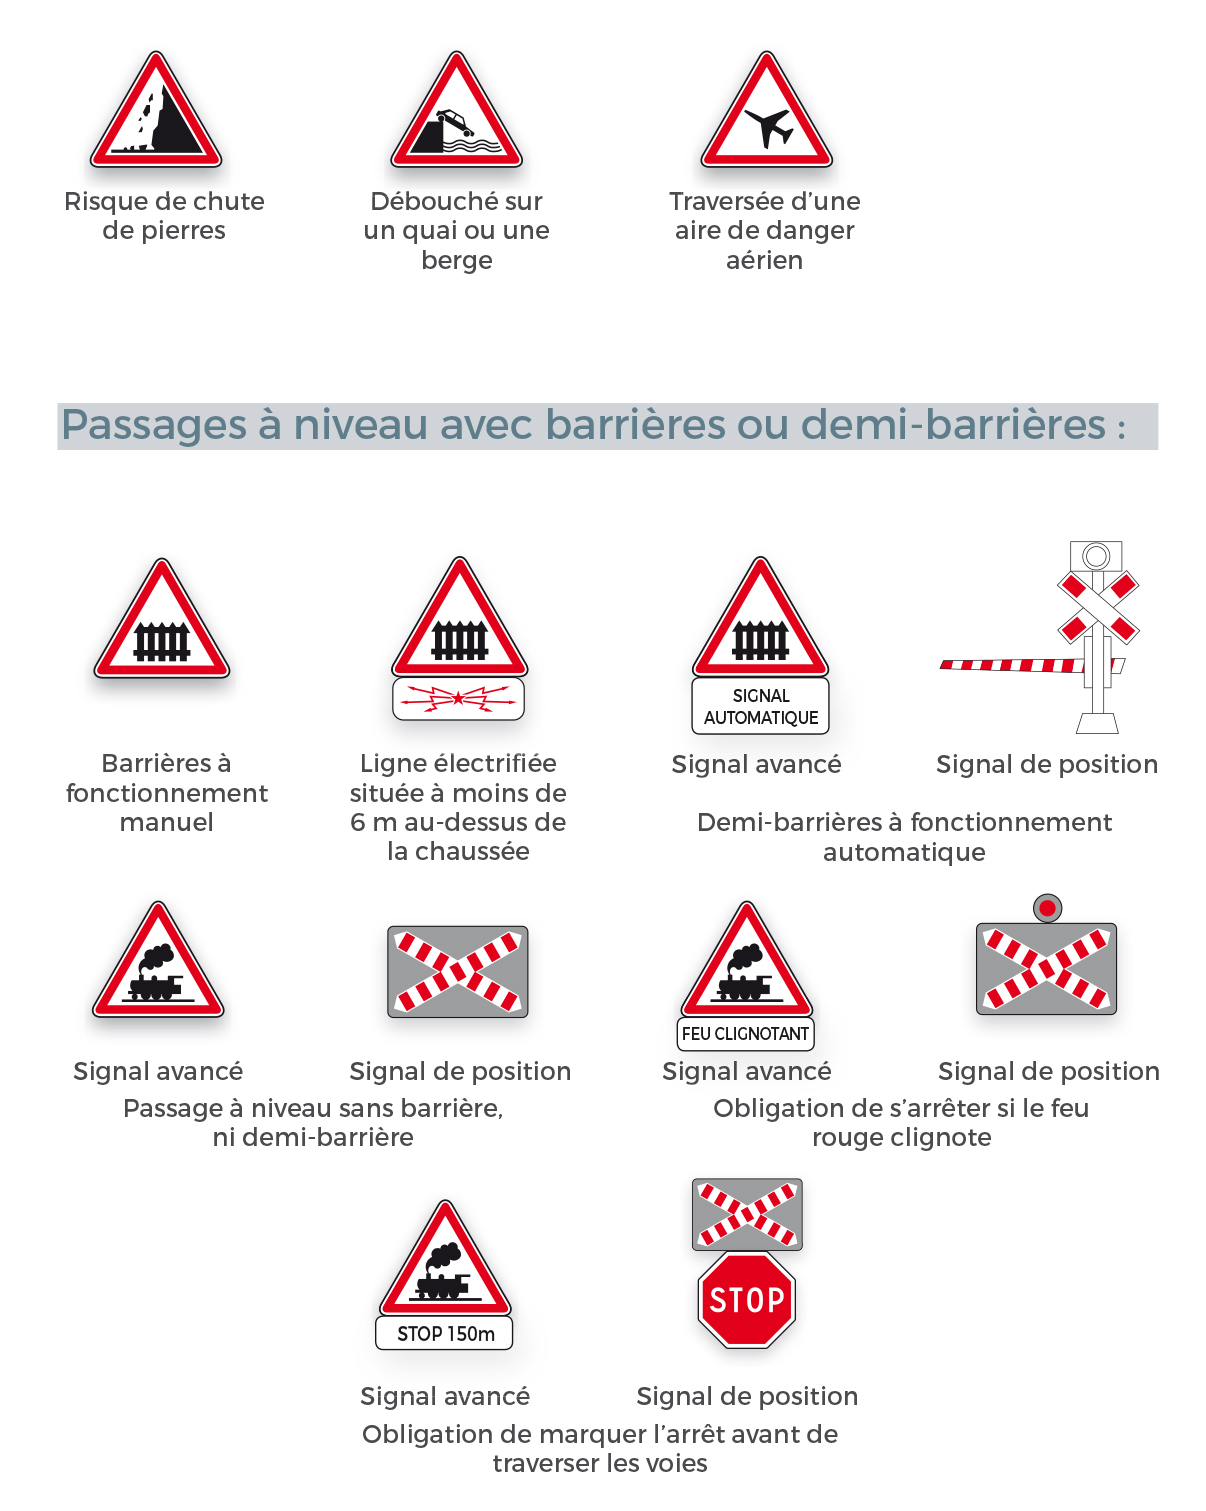 Risque de chute
de pierres
Débouché sur
un quai ou une
berge
Traversée d’une
aire de danger
aérien
Passages à niveau avec barrières ou demi-barrières :
SIGNAL
AUTOMATIQUE
Barrières à
fonctionnement
manuel
Ligne électrifiée
située à moins de
6 m au-dessus de
la chaussée
Signal avancé
Signal de position
Demi-barrières à fonctionnement
automatique
FEU CLIGNOTANT
Signal avancé
Signal de position
Passage à niveau sans barrière,
ni demi-barrière
Signal avancé
Signal de position
Obligation de s’arrêter si le feu
rouge clignote
STOP 150m
STOP
Signal avancé
Signal de position
Obligation de marquer l’arrêt avant de
traverser les voies